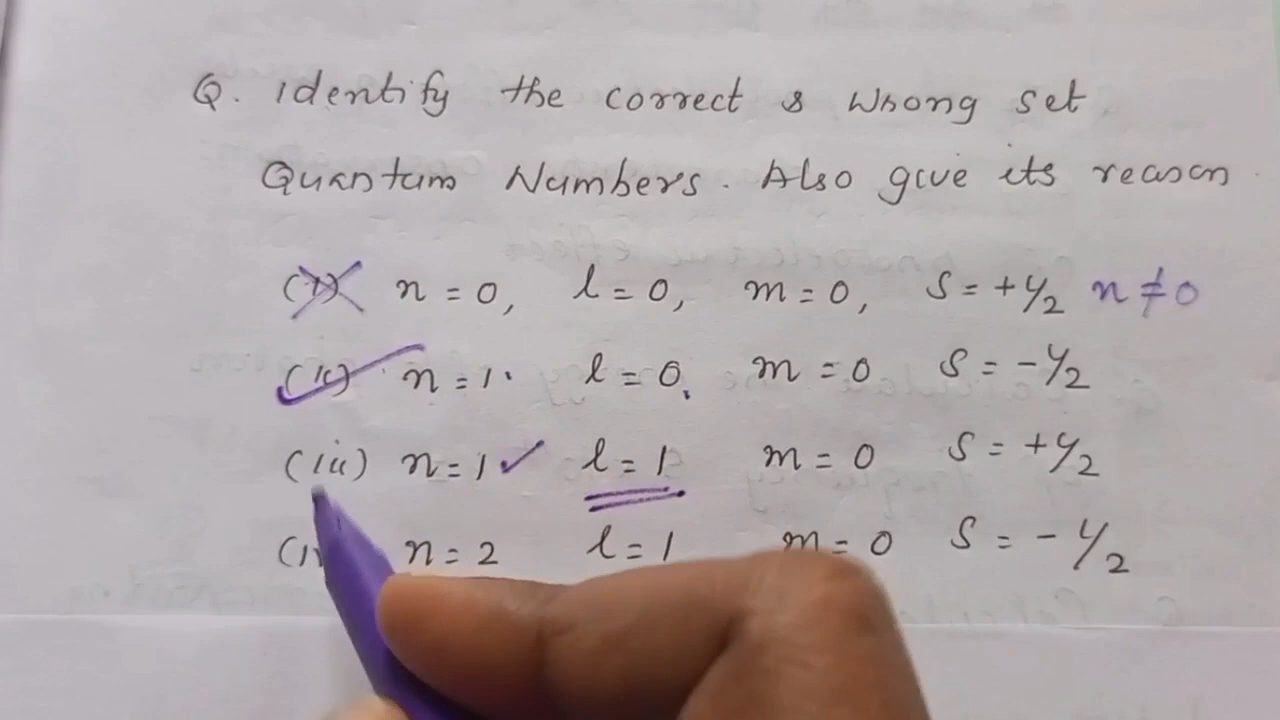 Q. Identify the correct & Wrong set
Quantum Numbers. Also give its reason
(i) n = 0, l = 0, m = 0, S = +1/2 n ≠ 0
(ii) n = 1. l = 0. m = 0 S = -1/2
(iii) n = 1 ✓ l = 1 m = 0 S = +1/2
n = 2 l = 1 m = 0 S = - 1/2